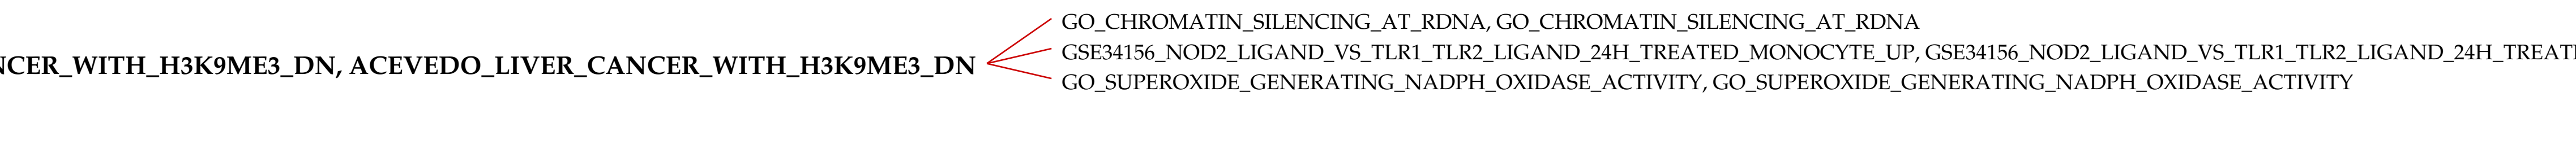 GO_CHROMATIN_SILENCING_AT_RDNA, GO_CHROMATIN_SILENCING_AT_RDNA
GSE34156_NOD2_LIGAND_VS_TLR1_TLR2_LIGAND_24H_TREATED_MONOCYTE_UP, GSE34156_NOD2_LIGAND_VS_TLR1_TLR2_LIGAND_24H_TREATE
NCER_WITH_H3K9ME3_DN, ACEVEDO_LIVER_CANCER_WITH_H3K9ME3_DN
GO_SUPEROXIDE_GENERATING_NADPH_OXIDASE_ACTIVITY, GO_SUPEROXIDE_GENERATING_NADPH_OXIDASE_ACTIVITY